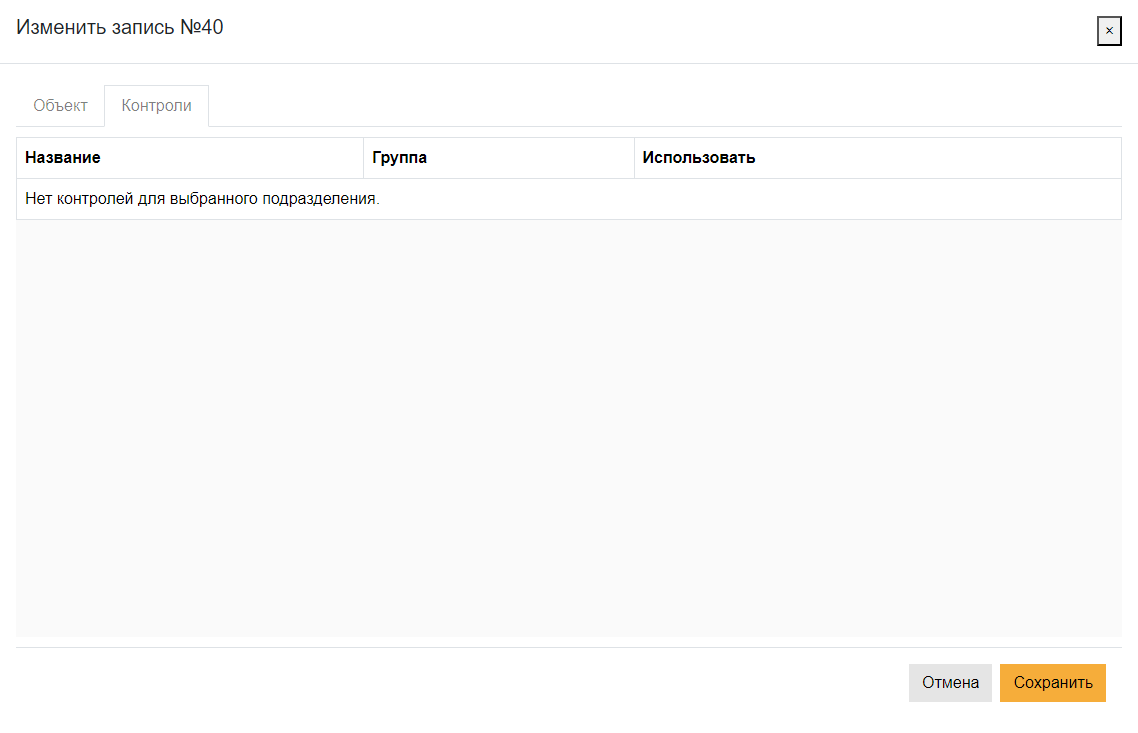 Изменить запись №40
×
Объект Контроли
Название Группа Использовать
Нет контролей для выбранного подразделения.
Отмена Сохранить